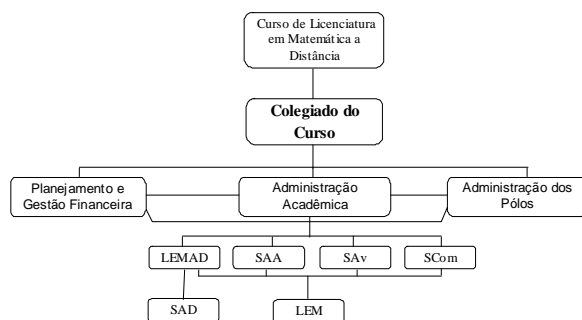 Curso de Licenciatura
em Matemática a
Distância
Colegiado do
Curso
Planejamento e
Gestão Financeira
Administração
Acadêmica
Administração dos
Pólos
LEMAD
SAA
SAv
SCom
SAD
LEM